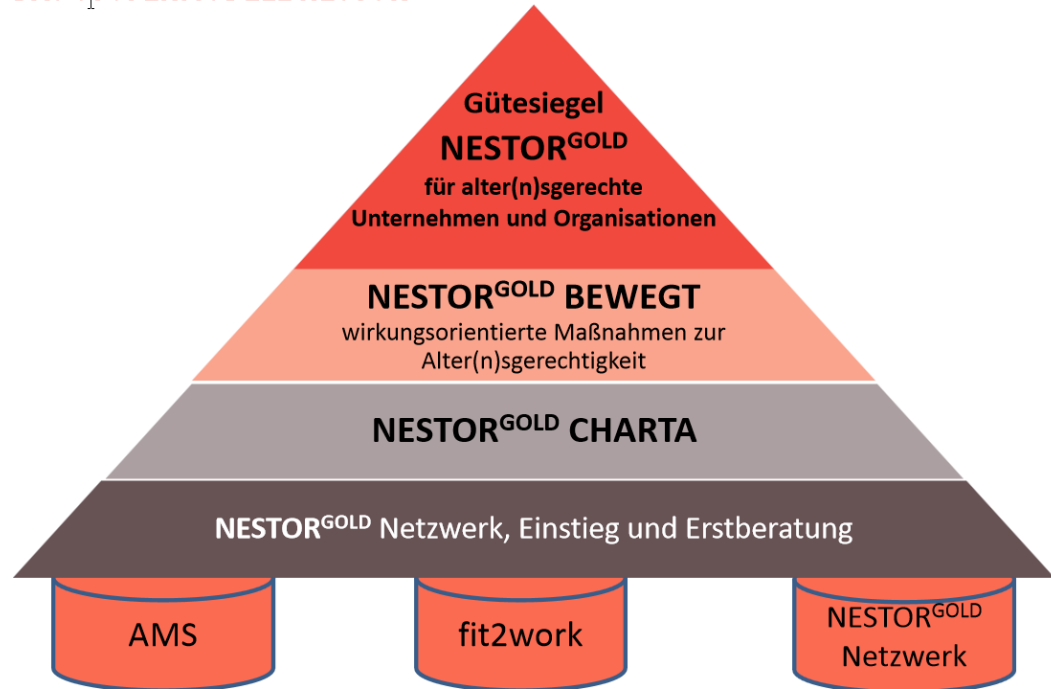 Gütesiegel
NESTORGOLD
für alter(n)sgerechte
Unternehmen und Organisationen
NESTORGOLD BEWEGT
wirkungsorientierte Maßnahmen zur
Alter(n)sgerechtigkeit
NESTORGOLD CHARTA
NESTORGOLD Netzwerk, Einstieg und Erstberatung
AMS
fit2work
NESTORGOLD
Netzwerk